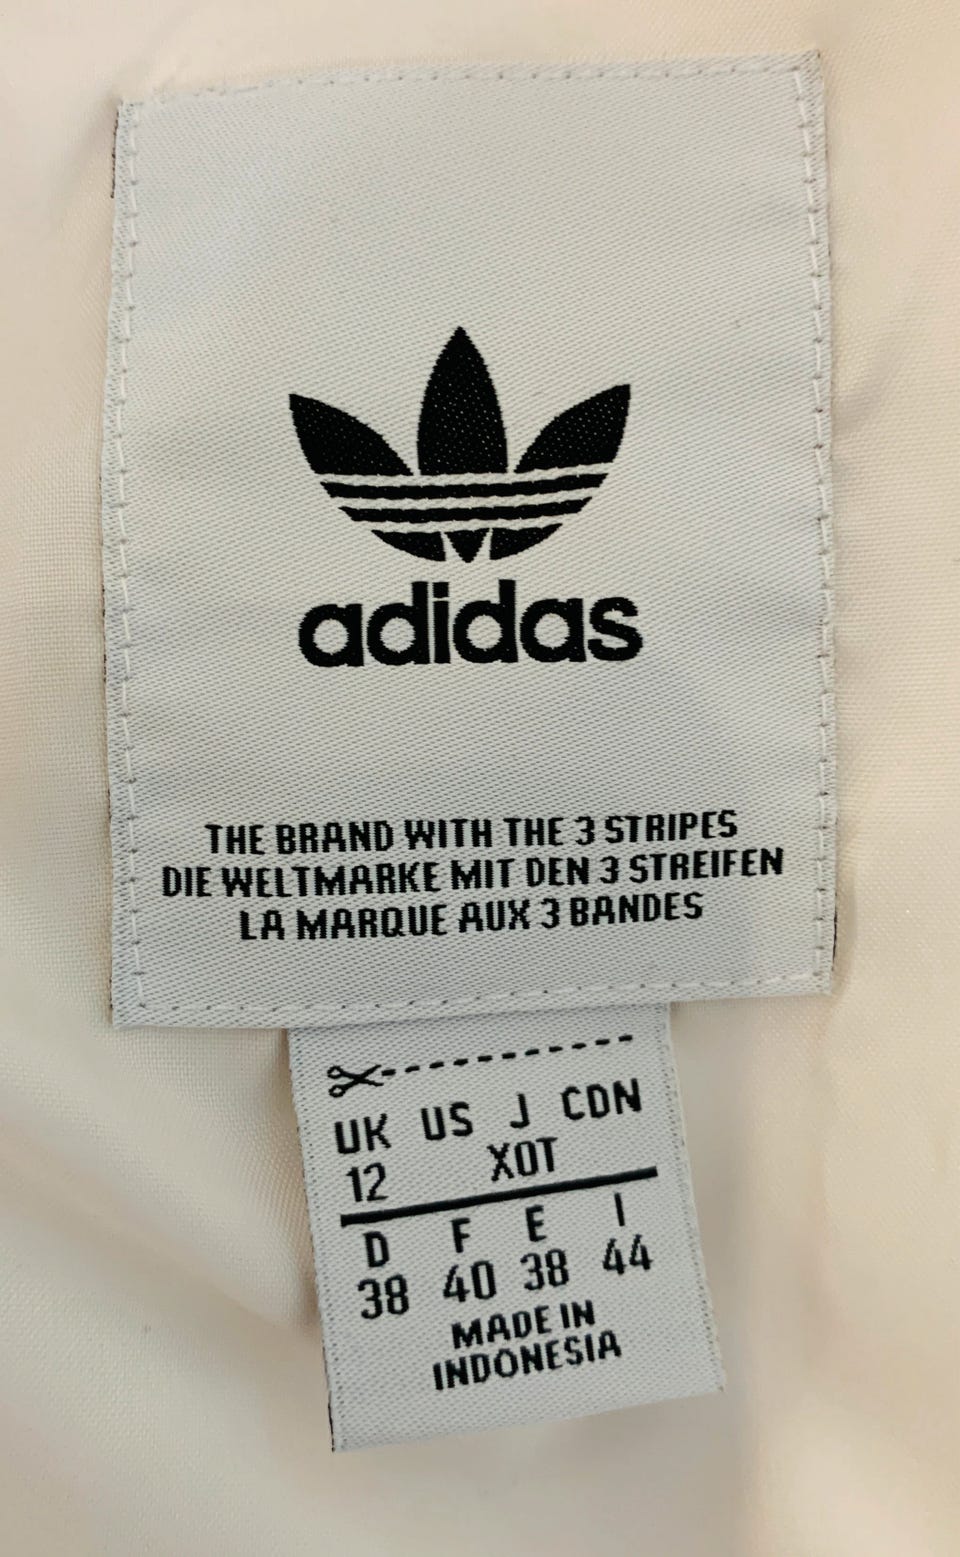 adidas
THE BRAND WITH THE 3 STRIPES
DIE WELTMARKE MIT DEN 3 STREIFEN
LA MARQUE AUX 3 BANDES
UK US J CDN
12 XOT
D F E I
38 40 38 44
MADE IN
INDONESIA